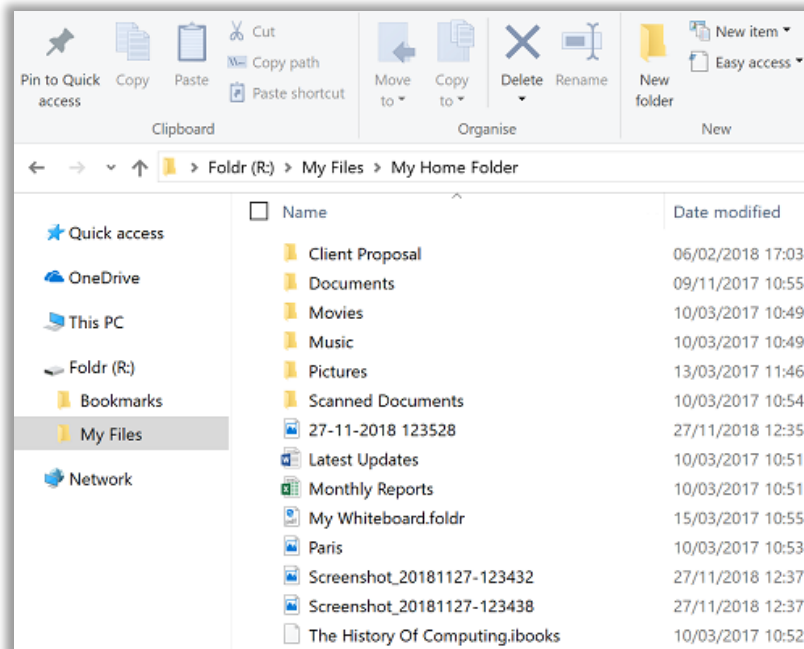 Pin to Quick access
Copy
Paste
Cut
Copy path
Paste shortcut
Clipboard
Move to
Copy to
Delete
Rename
Organise
New folder
New item
Easy access
New
Foldr (R:) > My Files > My Home Folder
Quick access
OneDrive
This PC
Foldr (R:)
Bookmarks
My Files
Network
Name Date modified
Client Proposal 06/02/2018 17:03
Documents 09/11/2017 10:55
Movies 10/03/2017 10:49
Music 10/03/2017 10:49
Pictures 13/03/2017 11:46
Scanned Documents 10/03/2017 10:54
27-11-2018 123528 27/11/2018 12:35
Latest Updates 10/03/2017 10:51
Monthly Reports 10/03/2017 10:51
My Whiteboard.foldr 15/03/2017 10:55
Paris 10/03/2017 10:53
Screenshot_20181127-123432 27/11/2018 12:37
Screenshot_20181127-123438 27/11/2018 12:37
The History Of Computing.ibooks 10/03/2017 10:52